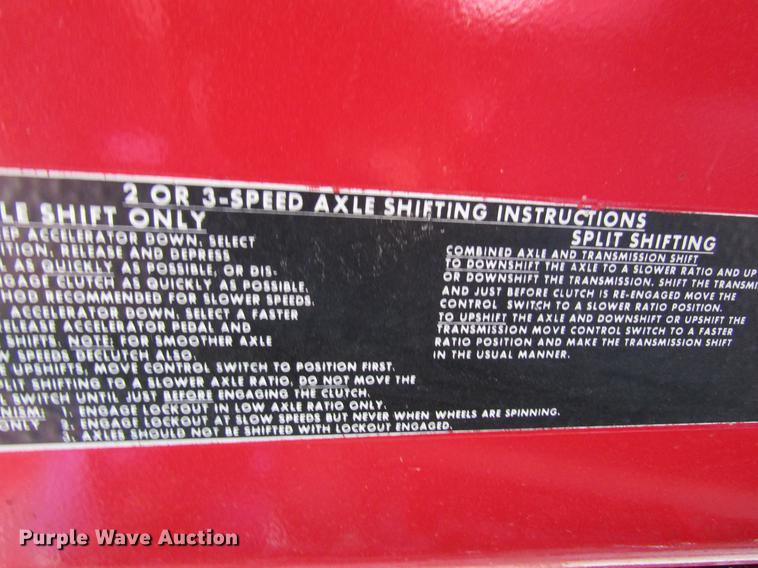 2 OR 3-SPEED AXLE SHIFTING INSTRUCTIONS
LE SHIFT ONLY
EP ACCELERATOR DOWN. SELECT
ITION; RELEASE AND DEPRESS
L AS QUICKLY AS POSSIBLE, OR DIS-
NGAGE CLUTCH AS QUICKLY AS POSSIBLE.
HOD RECOMMENDED FOR SLOWER SPEEDS.
ACCELERATOR DOWN. SELECT A FASTER
ELEASE ACCELERATOR PEDAL AND
SHIFTS. NOTE: FOR SMOOTHER AXLE
W SPEEDS DECLUTCH ALSO.
UPSHIFTS, MOVE CONTROL SWITCH TO POSITION FIRST.
LIT SHIFTING TO A SLOWER AXLE RATIO, DO NOT MOVE THE
L SWITCH UNTIL JUST BEFORE ENGAGING THE CLUTCH.
NISM: 1. ENGAGE LOCKOUT IN LOW AXLE RATIO ONLY.
ONLY 2. ENGAGE LOCKOUT AT SLOW SPEEDS BUT NEVER WHEN WHEELS ARE SPINNING.
3. AXLES SHOULD NOT BE SHIFTED WITH LOCKOUT ENGAGED.
SPLIT SHIFTING
COMBINED AXLE AND TRANSMISSION SHIFT
TO DOWNSHIFT THE AXLE TO A SLOWER RATIO AND UP
OR DOWNSHIFT THE TRANSMISSION. SHIFT THE TRANSMI
AND JUST BEFORE CLUTCH IS RE-ENGAGED MOVE THE
CONTROL SWITCH TO A SLOWER RATIO POSITION.
TO UPSHIFT THE AXLE AND DOWNSHIFT OR UPSHIFT THE
TRANSMISSION MOVE CONTROL SWITCH TO A FASTER
RATIO POSITION AND MAKE THE TRANSMISSION SHIFT
IN THE USUAL MANNER.
Purple Wave Auction